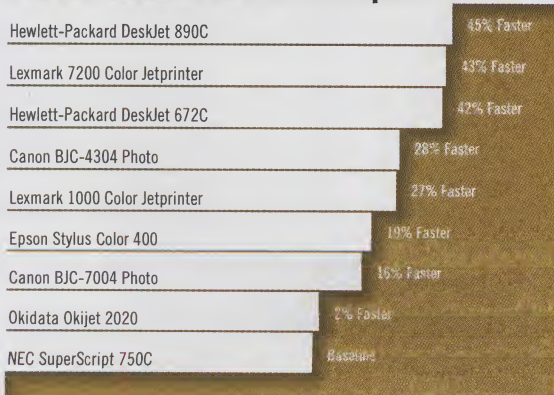 Hewlett-Packard DeskJet 890C 45% Faster
Lexmark 7200 Color Jetprinter 43% Faster
Hewlett-Packard DeskJet 672C 42% Faster
Canon BJC-4304 Photo 28% Faster
Lexmark 1000 Color Jetprinter 27% Faster
Epson Stylus Color 400 19% Faster
Canon BJC-7004 Photo 16% Faster
Okidata Okijet 2020 2% Faster
NEC SuperScript 750C Baseline